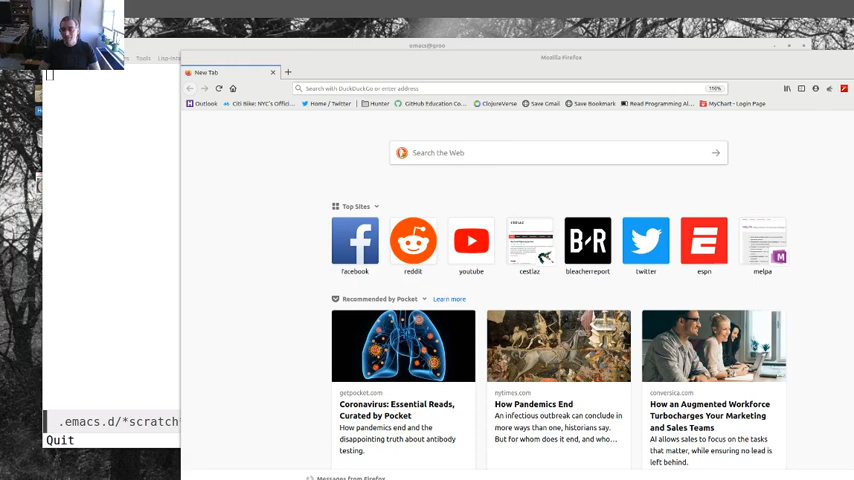 emacs@groo
Tools Lisp-Inte
Mozilla Firefox
New Tab
Search with DuckDuckGo or enter address
110%
Outlook
Citi Bike: NYC's Offici...
Home / Twitter
Hunter
GitHub Education Co...
ClojureVerse
Save Gmail
Save Bookmark
Read Programming Al...
MyChart - Login Page
Search the Web
Top Sites
B/R
facebook
reddit
youtube
cestlaz
bleacherreport
twitter
espn
melpa
Recommended by Pocket
Learn more
getpocket.com
Coronavirus: Essential Reads,
Curated by Pocket
How pandemics end and the
disappointing truth about antibody
testing.
nytimes.com
How Pandemics End
An infectious outbreak can conclude in
more ways than one, historians say.
But for whom does it end, and who...
conversica.com
How an Augmented Workforce
Turbocharges Your Marketing
and Sales Teams
AI allows sales to focus on the tasks
that matter, while ensuring no lead is
left behind.
.emacs.d/*scratch
Quit
Messages from Firefox